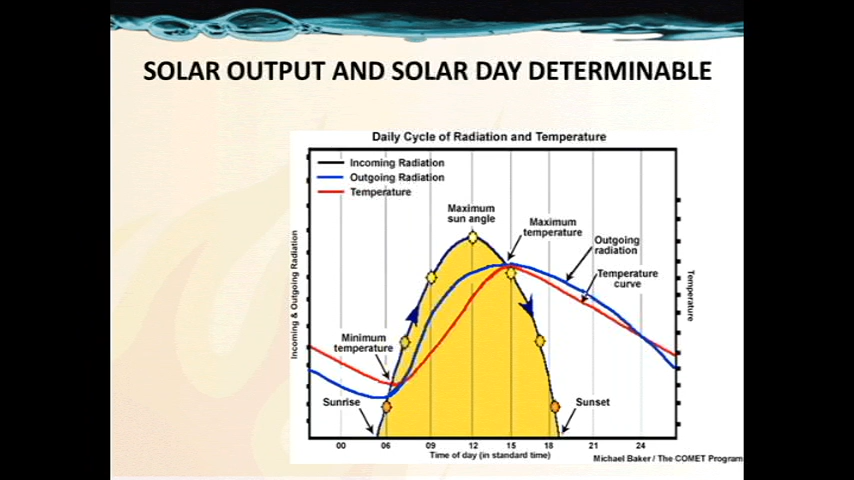 SOLAR OUTPUT AND SOLAR DAY DETERMINABLE
Daily Cycle of Radiation and Temperature
Incoming Radiation
Outgoing Radiation
Temperature
Maximum
sun angle
Maximum
temperature
Outgoing
radiation
Temperature
curve
Minimum
temperature
Sunrise
Sunset
Incoming & Outgoing Radiation
Temperature
00 06 09 12 15 18 21 24
Time of day (in standard time)
Michael Baker / The COMET Program